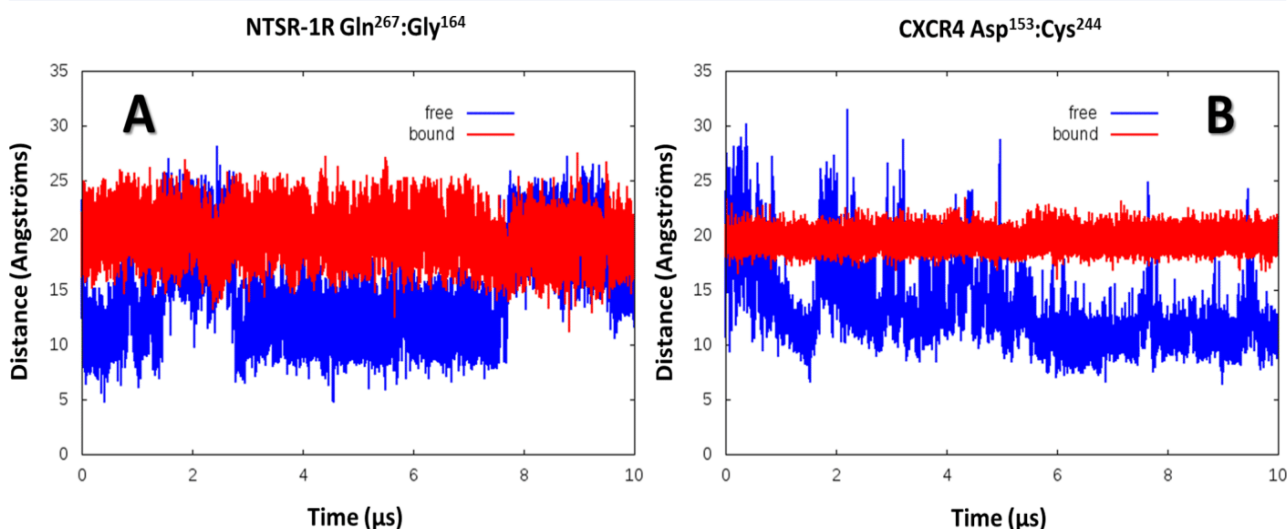 NTSR-1R Gln²⁶⁷:Gly¹⁶⁴
35
30
25
20
15
10
5
0
0 2 4 6 8 10
A
free
bound
Distance (Angströms)
Time (µs)
CXCR4 Asp¹⁵³:Cys²⁴⁴
35
30
25
20
15
10
5
0
0 2 4 6 8 10
B
free
bound
Distance (Angströms)
Time (µs)